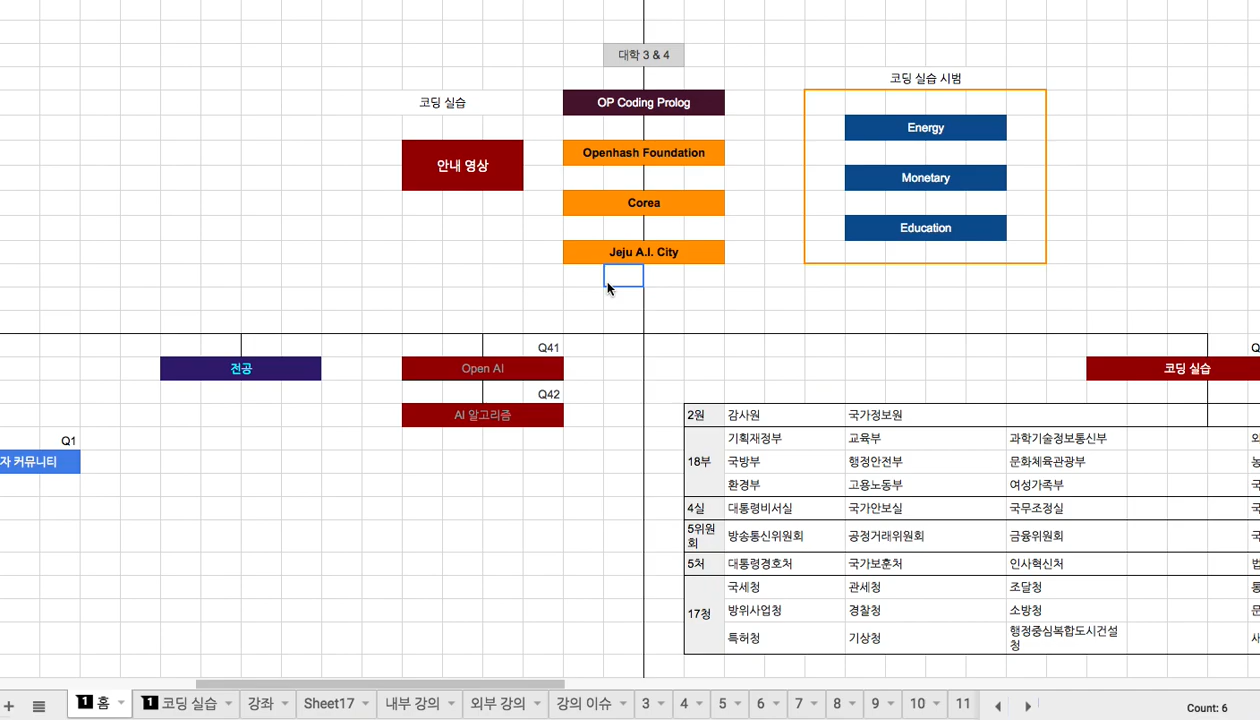 대학 3 & 4
코딩 실습 시범
코딩 실습
OP Coding Prolog
Energy
안내 영상
Openhash Foundation
Monetary
Corea
Education
Jeju A.I. City
Q41
전공
Open AI
코딩 실습
Q42
AI 알고리즘
Q1
자 커뮤니티
2원 감사원 국가정보원
18부 기획재정부 교육부 과학기술정보통신부
국방부 행정안전부 문화체육관광부
환경부 고용노동부 여성가족부
4실 대통령비서실 국가안보실 국무조정실
5위원회 방송통신위원회 공정거래위원회 금융위원회
5처 대통령경호처 국가보훈처 인사혁신처
17청 국세청 관세청 조달청
방위사업청 경찰청 소방청
특허청 기상청 행정중심복합도시건설청
1 홈 1 코딩 실습 강좌 Sheet17 내부 강의 외부 강의 강의 이슈 3 4 5 6 7 8 9 10 11
Count: 6